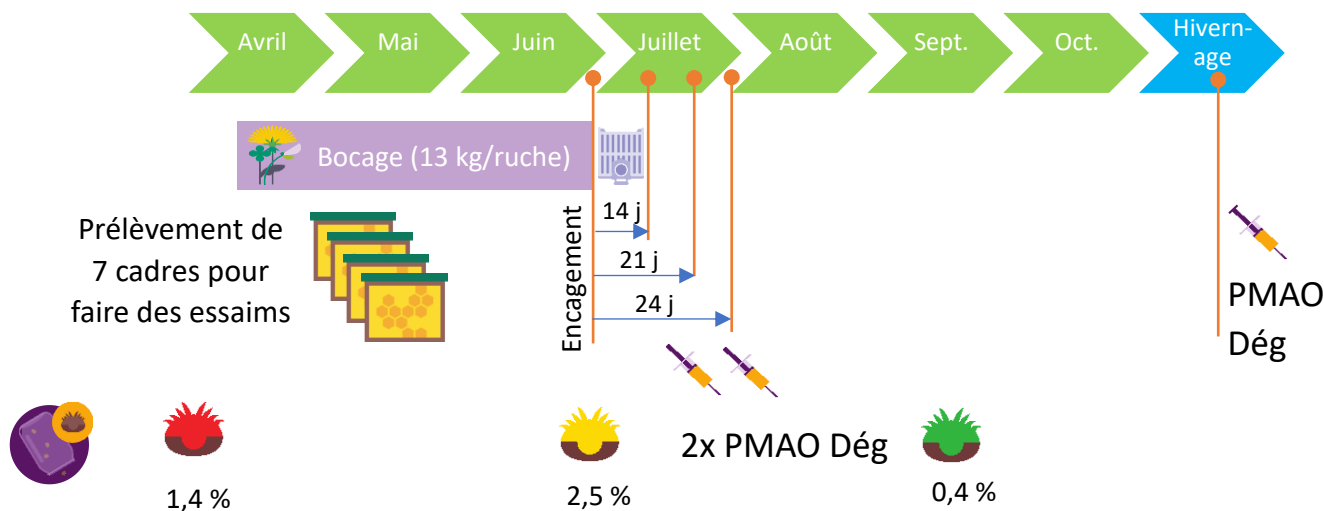 Avril
Mai
Juin
Juillet
Août
Sept.
Oct.
Hivern-
age
Bocage (13 kg/ruche)
Prélèvement de
7 cadres pour
faire des essaims
Encagement
14 j
21 j
24 j
PMAO
Dég
2x PMAO Dég
1,4 %
2,5 %
0,4 %